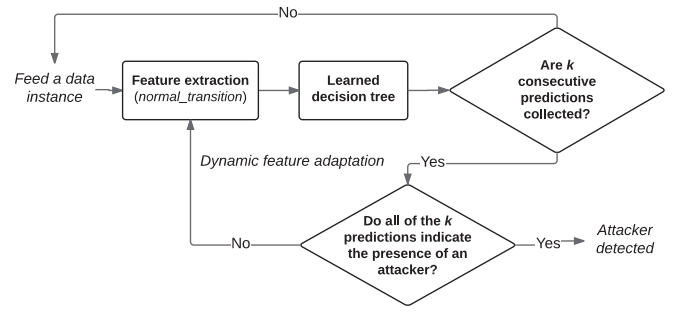 No
Feed a data
instance
Feature extraction
(normal_transition)
Learned
decision tree
Are k
consecutive
predictions
collected?
Dynamic feature adaptation
Yes
Do all of the k
predictions indicate
the presence of an
attacker?
No
Yes
Attacker
detected